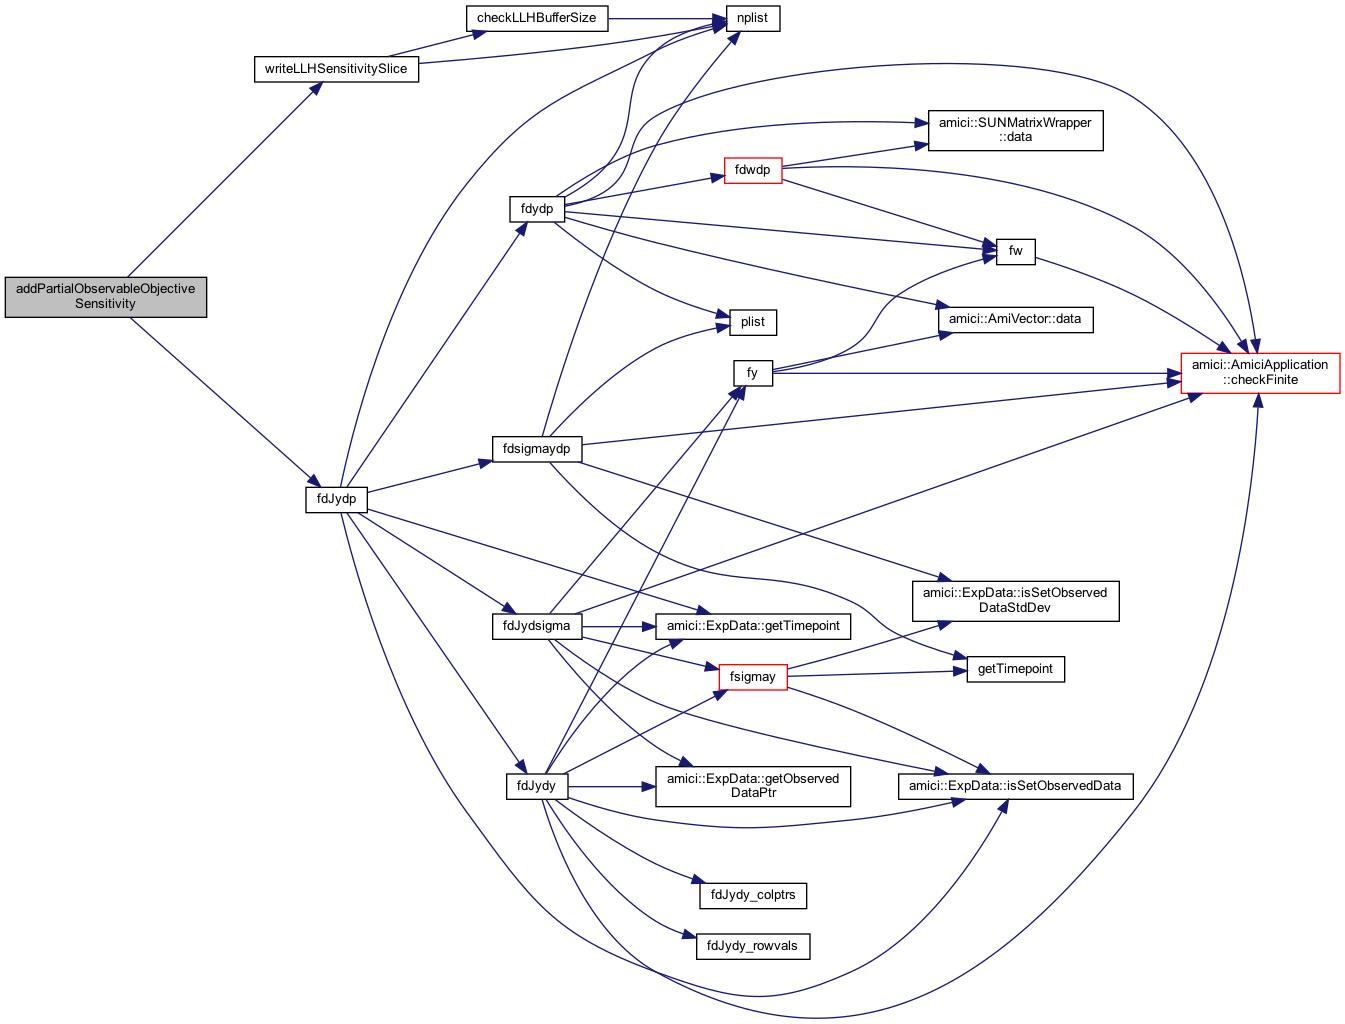 checkLLHBufferSize
nplist
writeLLHSensitivitySlice
amici::SUNMatrixWrapper
::data
fdwdp
fdydp
fw
addPartialObservableObjective
Sensitivity
plist
amici::AmiVector::data
fy
amici::AmiciApplication
::checkFinite
fdsigmaydp
fdJydp
amici::ExpData::isSetObserved
DataStdDev
fdJydsigma
amici::ExpData::getTimepoint
getTimepoint
fsigmay
fdJydy
amici::ExpData::getObserved
DataPtr
amici::ExpData::isSetObservedData
fdJydy_colptrs
fdJydy_rowvals